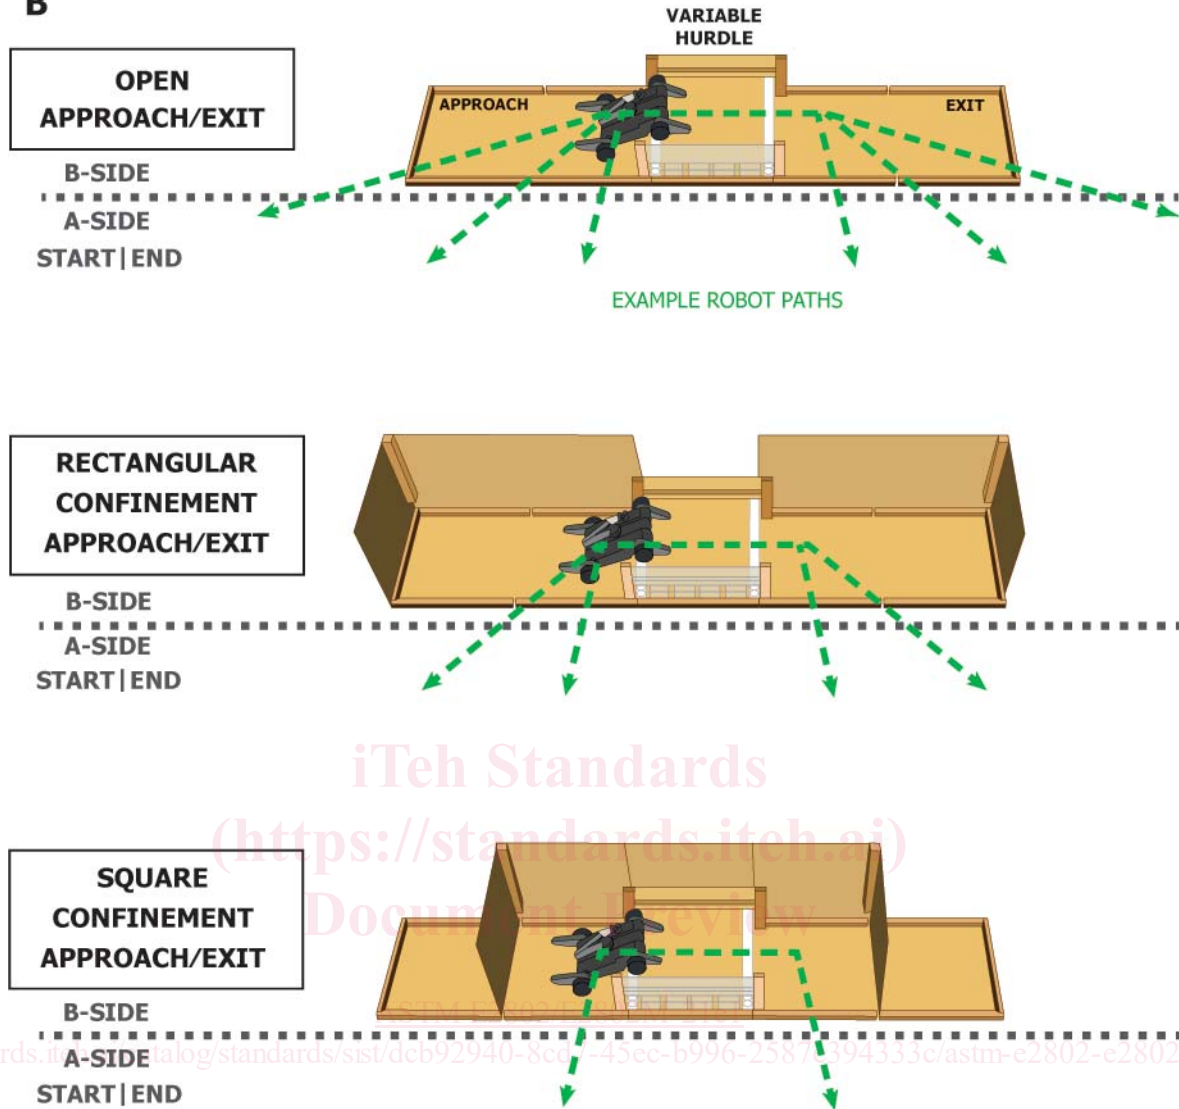 B
VARIABLE
HURDLE
OPEN
APPROACH/EXIT
APPROACH
EXIT
B-SIDE
A-SIDE
START|END
EXAMPLE ROBOT PATHS
RECTANGULAR
CONFINEMENT
APPROACH/EXIT
B-SIDE
A-SIDE
START|END
iTeh Standards
(https://standards.iteh.ai)
Document Preview
SQUARE
CONFINEMENT
APPROACH/EXIT
B-SIDE
A-SIDE
START|END